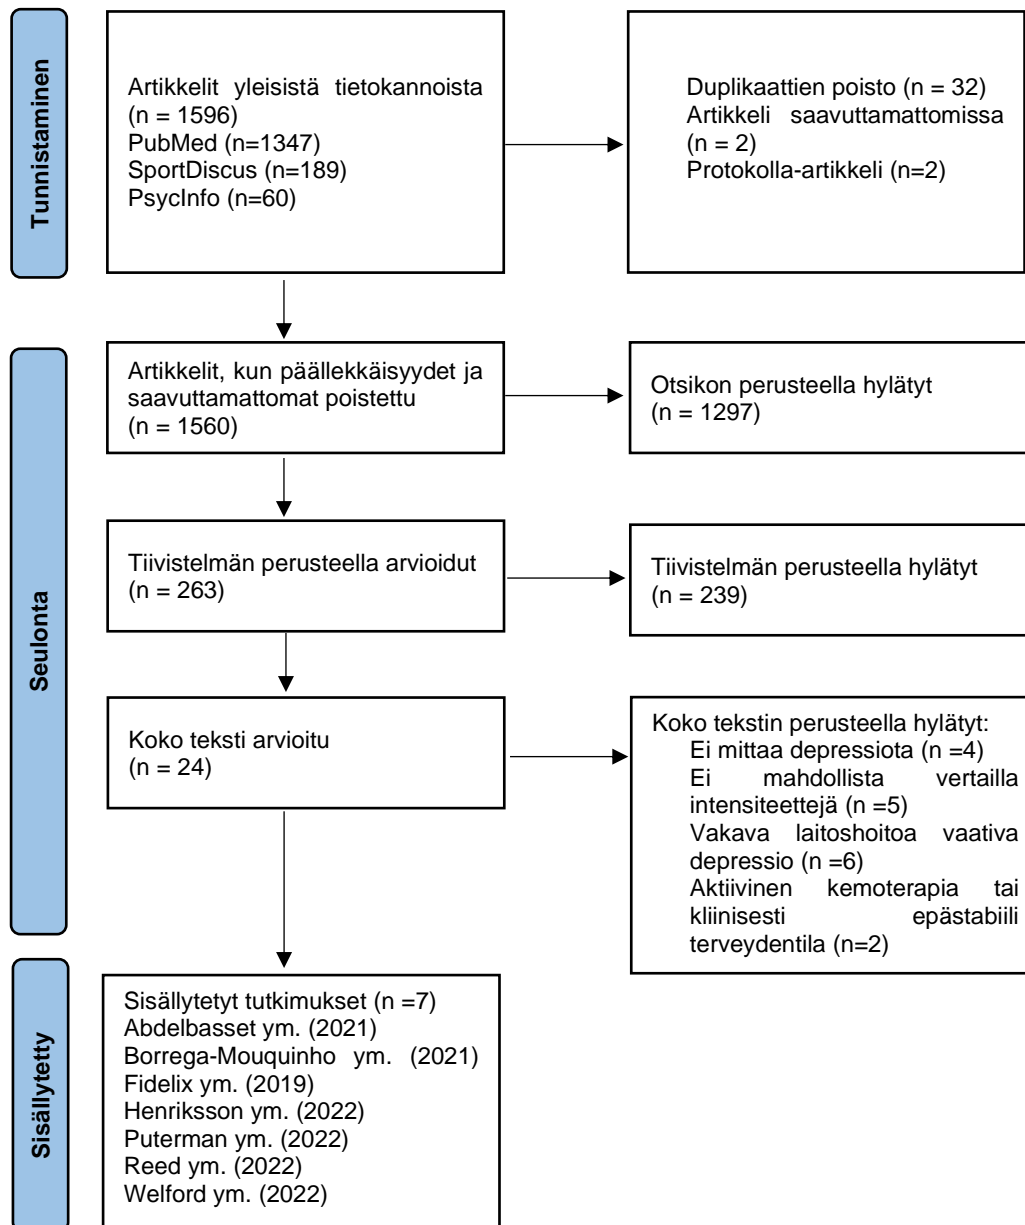 Tunnistaminen
Artikkelit yleisistä tietokannoista
(n = 1596)
PubMed (n=1347)
SportDiscus (n=189)
PsycInfo (n=60)
Duplikaattien poisto (n = 32)
Artikkeli saavuttamattomissa
(n = 2)
Protokolla-artikkeli (n=2)
Seulonta
Artikkelit, kun päällekkäisyydet ja
saavuttamattomat poistettu
(n = 1560)
Otsikon perusteella hylätyt
(n = 1297)
Tiivistelmän perusteella arvioidut
(n = 263)
Tiivistelmän perusteella hylätyt
(n = 239)
Koko teksti arvioitu
(n = 24)
Koko tekstin perusteella hylätyt:
Ei mittaa depressiota (n =4)
Ei mahdollista vertailla
intensiteettejä (n =5)
Vakava laitoshoitoa vaativa
depressio (n =6)
Aktiivinen kemoterapia tai
kliinisesti epästabiili
terveydentila (n=2)
Sisällytetty
Sisällytetyt tutkimukset (n =7)
Abdelbasset ym. (2021)
Borrega-Mouquinho ym. (2021)
Fidelix ym. (2019)
Henriksson ym. (2022)
Puterman ym. (2022)
Reed ym. (2022)
Welford ym. (2022)